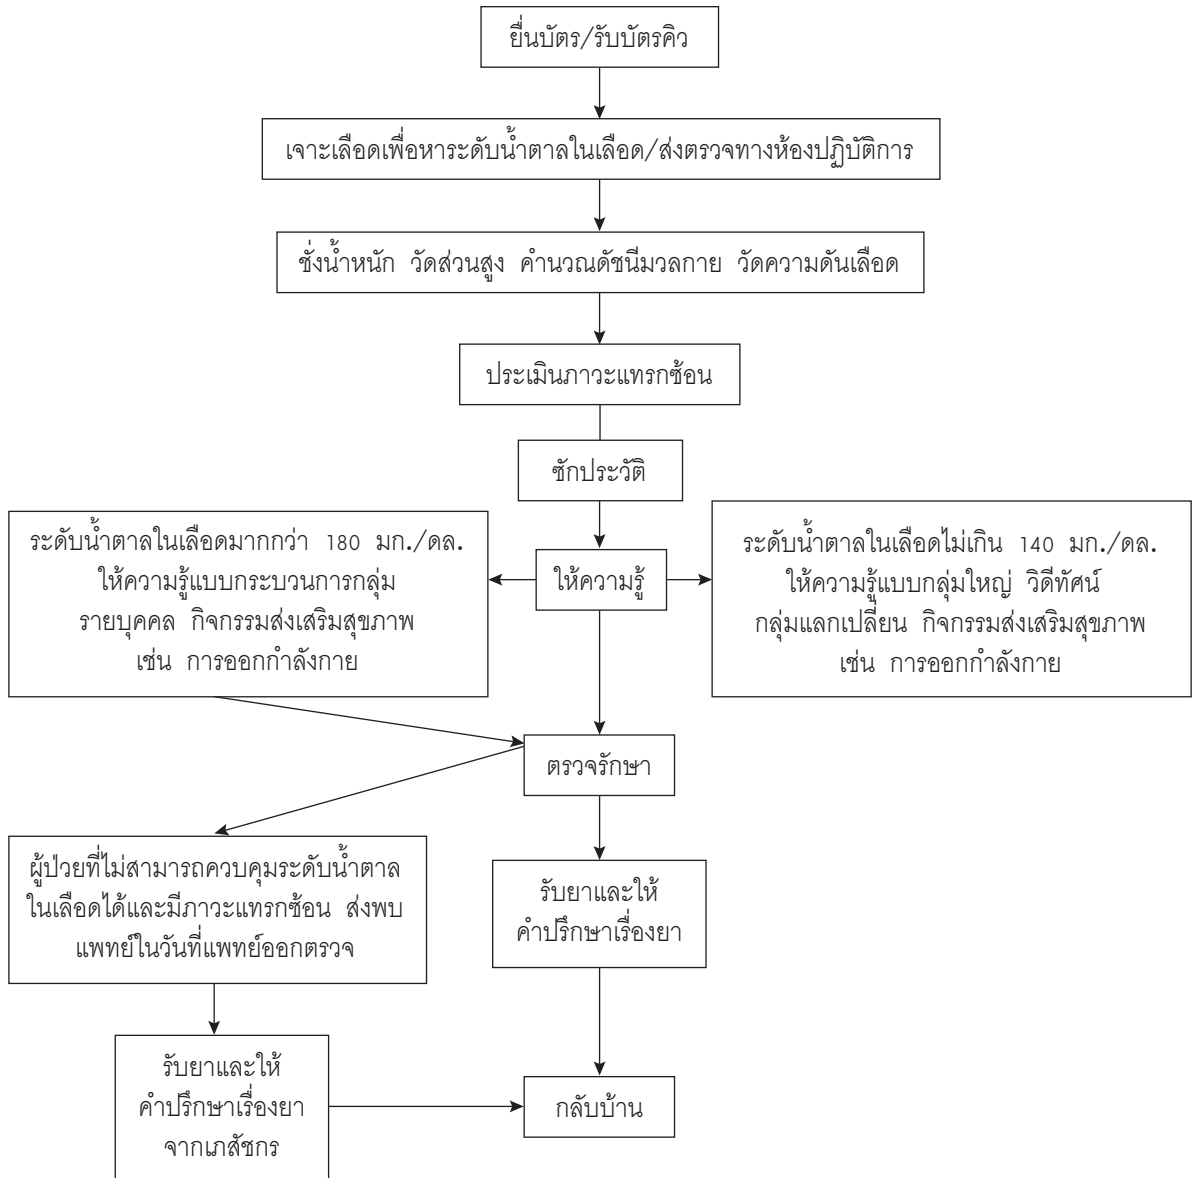 ยื่นบัตร/รับบัตรคิว
เจาะเลือดเพื่อหาระดับน้ำตาลในเลือด/ส่งตรวจทางห้องปฏิบัติการ
ชั่งน้ำหนัก วัดส่วนสูง คำนวณดัชนีมวลกาย วัดความดันเลือด
ประเมินภาวะแทรกซ้อน
ซักประวัติ
ระดับน้ำตาลในเลือดมากกว่า 180 มก./ดล.
ให้ความรู้แบบกระบวนการกลุ่ม
รายบุคคล กิจกรรมส่งเสริมสุขภาพ
เช่น การออกกำลังกาย
ให้ความรู้
ระดับน้ำตาลในเลือดไม่เกิน 140 มก./ดล.
ให้ความรู้แบบกลุ่มใหญ่ วิดีทัศน์
กลุ่มแลกเปลี่ยน กิจกรรมส่งเสริมสุขภาพ
เช่น การออกกำลังกาย
ตรวจรักษา
ผู้ป่วยที่ไม่สามารถควบคุมระดับน้ำตาล
ในเลือดได้และมีภาวะแทรกซ้อน ส่งพบ
แพทย์ในวันที่แพทย์ออกตรวจ
รับยาและให้
คำปรึกษาเรื่องยา
รับยาและให้
คำปรึกษาเรื่องยา
จากเภสัชกร
กลับบ้าน